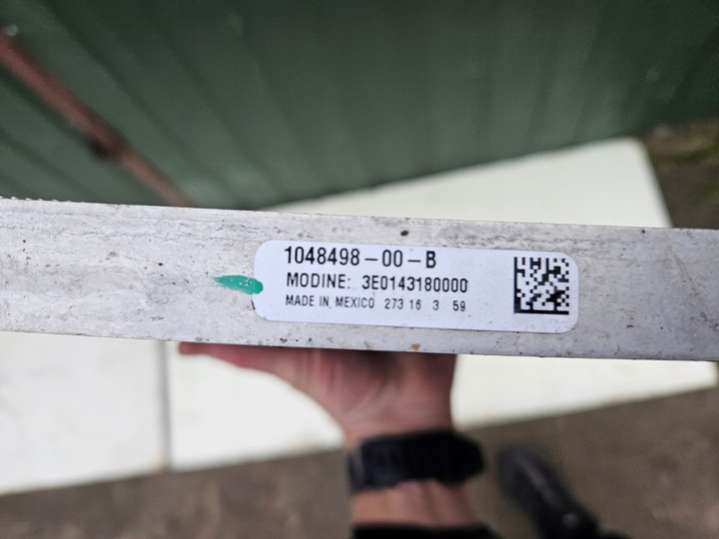 1048498-00-B
MODINE: 3E0143180000
MADE IN MEXICO 273 16 3 59